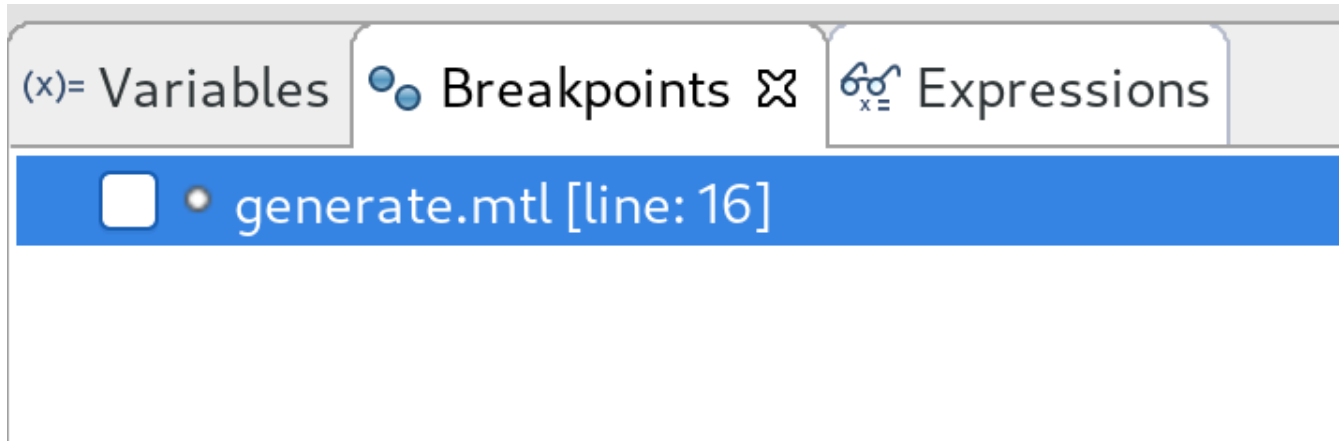 (x)= Variables Breakpoints Expressions
generate.mtl [line: 16]